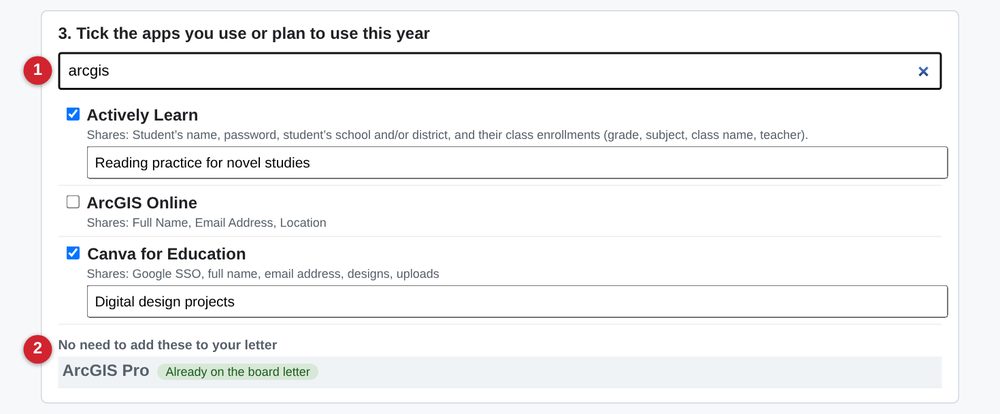 3. Tick the apps you use or plan to use this year
1
arcgis
Actively Learn
Shares: Student's name, password, student's school and/or district, and their class enrollments (grade, subject, class name, teacher).
Reading practice for novel studies
ArcGIS Online
Shares: Full Name, Email Address, Location
Canva for Education
Shares: Google SSO, full name, email address, designs, uploads
Digital design projects
2
No need to add these to your letter
ArcGIS Pro Already on the board letter